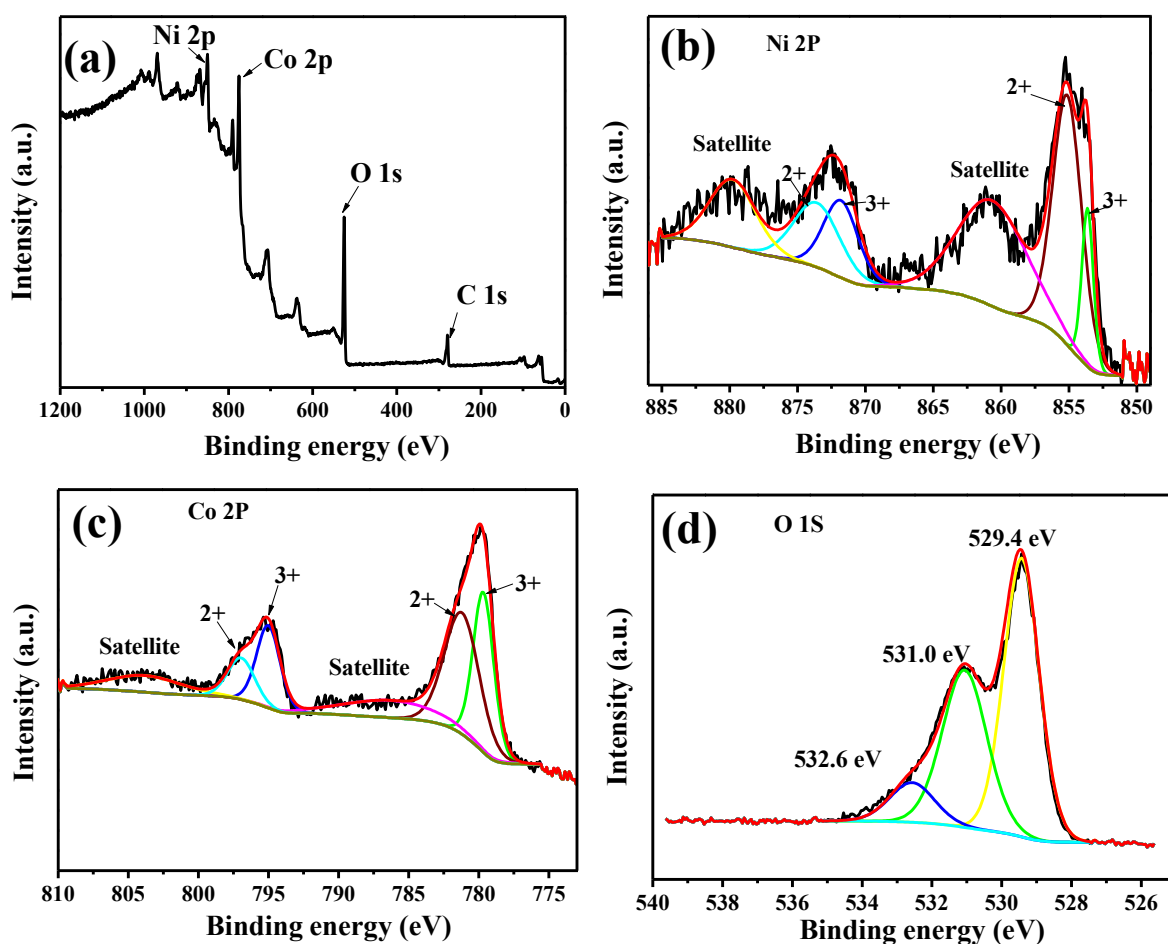 (a)
Ni 2p
Co 2p
O 1s
C 1s
Intensity (a.u.)
1200 1000 800 600 400 200 0
Binding energy (eV)
(b)
Ni 2P
2+
Satellite
Satellite
2+
3+
3+
Intensity (a.u.)
885 880 875 870 865 860 855 850
Binding energy (eV)
(c)
Co 2P
3+
2+
2+
3+
Satellite
Satellite
Intensity (a.u.)
810 805 800 795 790 785 780 775
Binding energy (eV)
(d)
O 1S
529.4 eV
531.0 eV
532.6 eV
Intensity (a.u.)
540 538 536 534 532 530 528 526
Binding energy (eV)